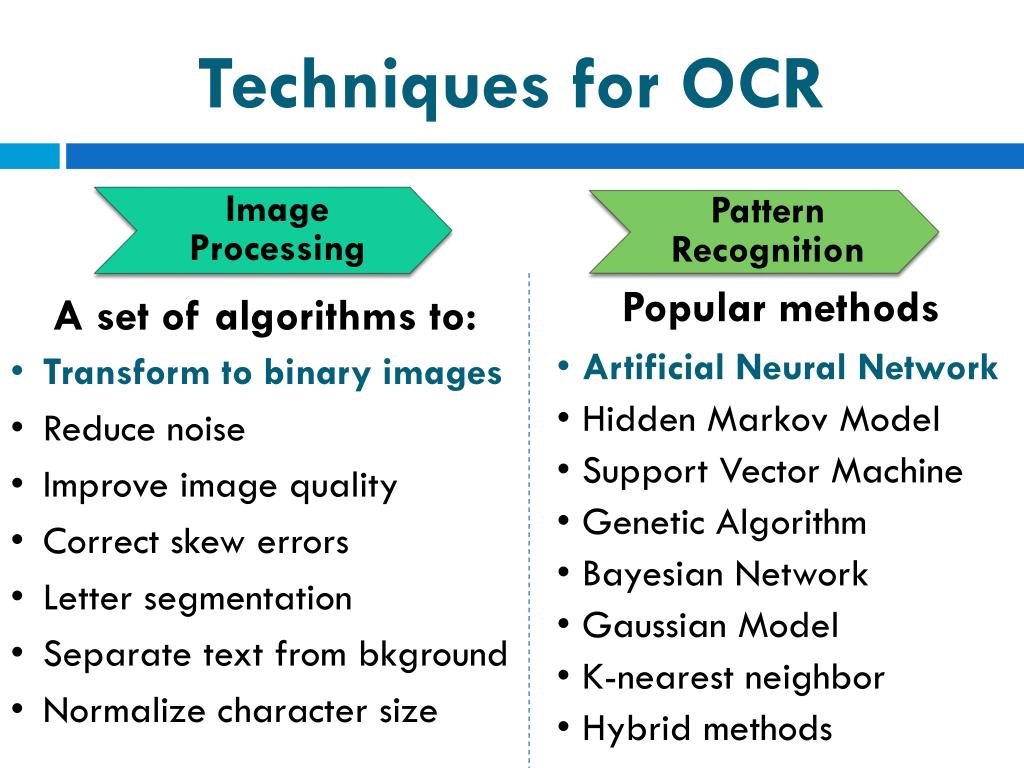 Techniques for OCR
Image
Processing
A set of algorithms to:
• Transform to binary images
• Reduce noise
• Improve image quality
• Correct skew errors
• Letter segmentation
• Separate text from bkground
• Normalize character size
Pattern
Recognition
Popular methods
• Artificial Neural Network
• Hidden Markov Model
• Support Vector Machine
• Genetic Algorithm
• Bayesian Network
• Gaussian Model
• K-nearest neighbor
• Hybrid methods